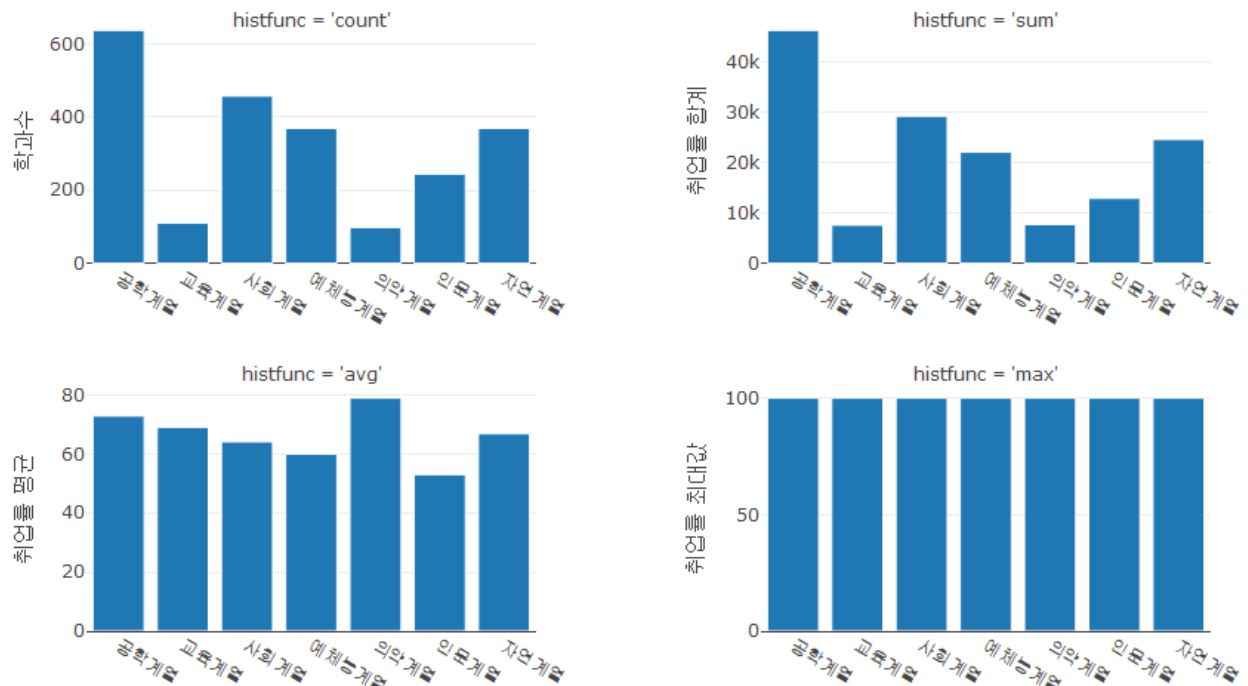 histfunc = 'count'
학과수
600
400
200
0
공학계열
교육계열
사회계열
예체능계열
의약계열
인문계열
자연계열
histfunc = 'sum'
취업률 합계
40k
30k
20k
10k
0
공학계열
교육계열
사회계열
예체능계열
의약계열
인문계열
자연계열
histfunc = 'avg'
취업률 평균
80
60
40
20
0
공학계열
교육계열
사회계열
예체능계열
의약계열
인문계열
자연계열
histfunc = 'max'
취업률 최대값
100
50
0
공학계열
교육계열
사회계열
예체능계열
의약계열
인문계열
자연계열